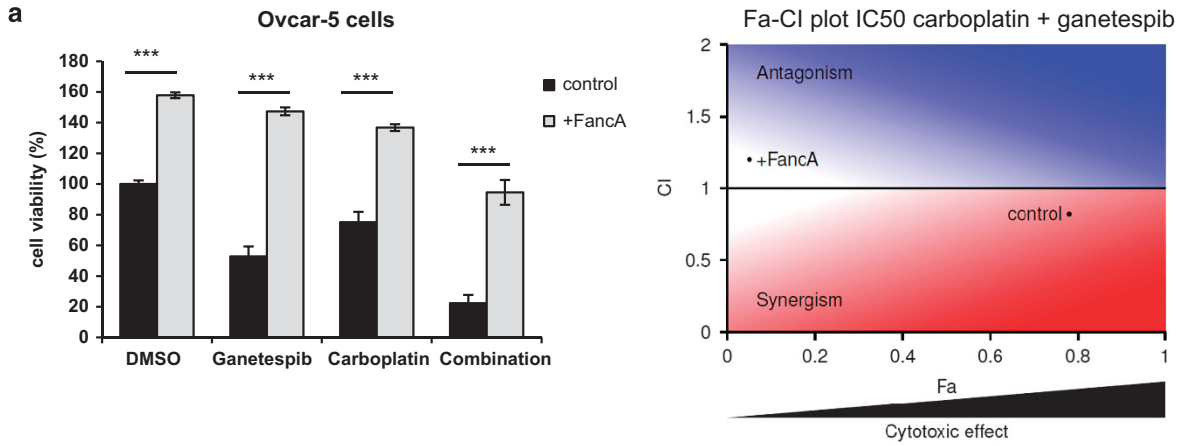 a
Ovcar-5 cells
cell viability (%)
180
160
140
120
100
80
60
40
20
0
***
***
***
***
DMSO
Ganetespib
Carboplatin
Combination
control
+FancA
Fa-CI plot IC50 carboplatin + ganetespib
CI
2
1.5
1
0.5
0
Antagonism
+FancA
control
Synergism
0
0.2
0.4
0.6
0.8
1
Fa
Cytotoxic effect